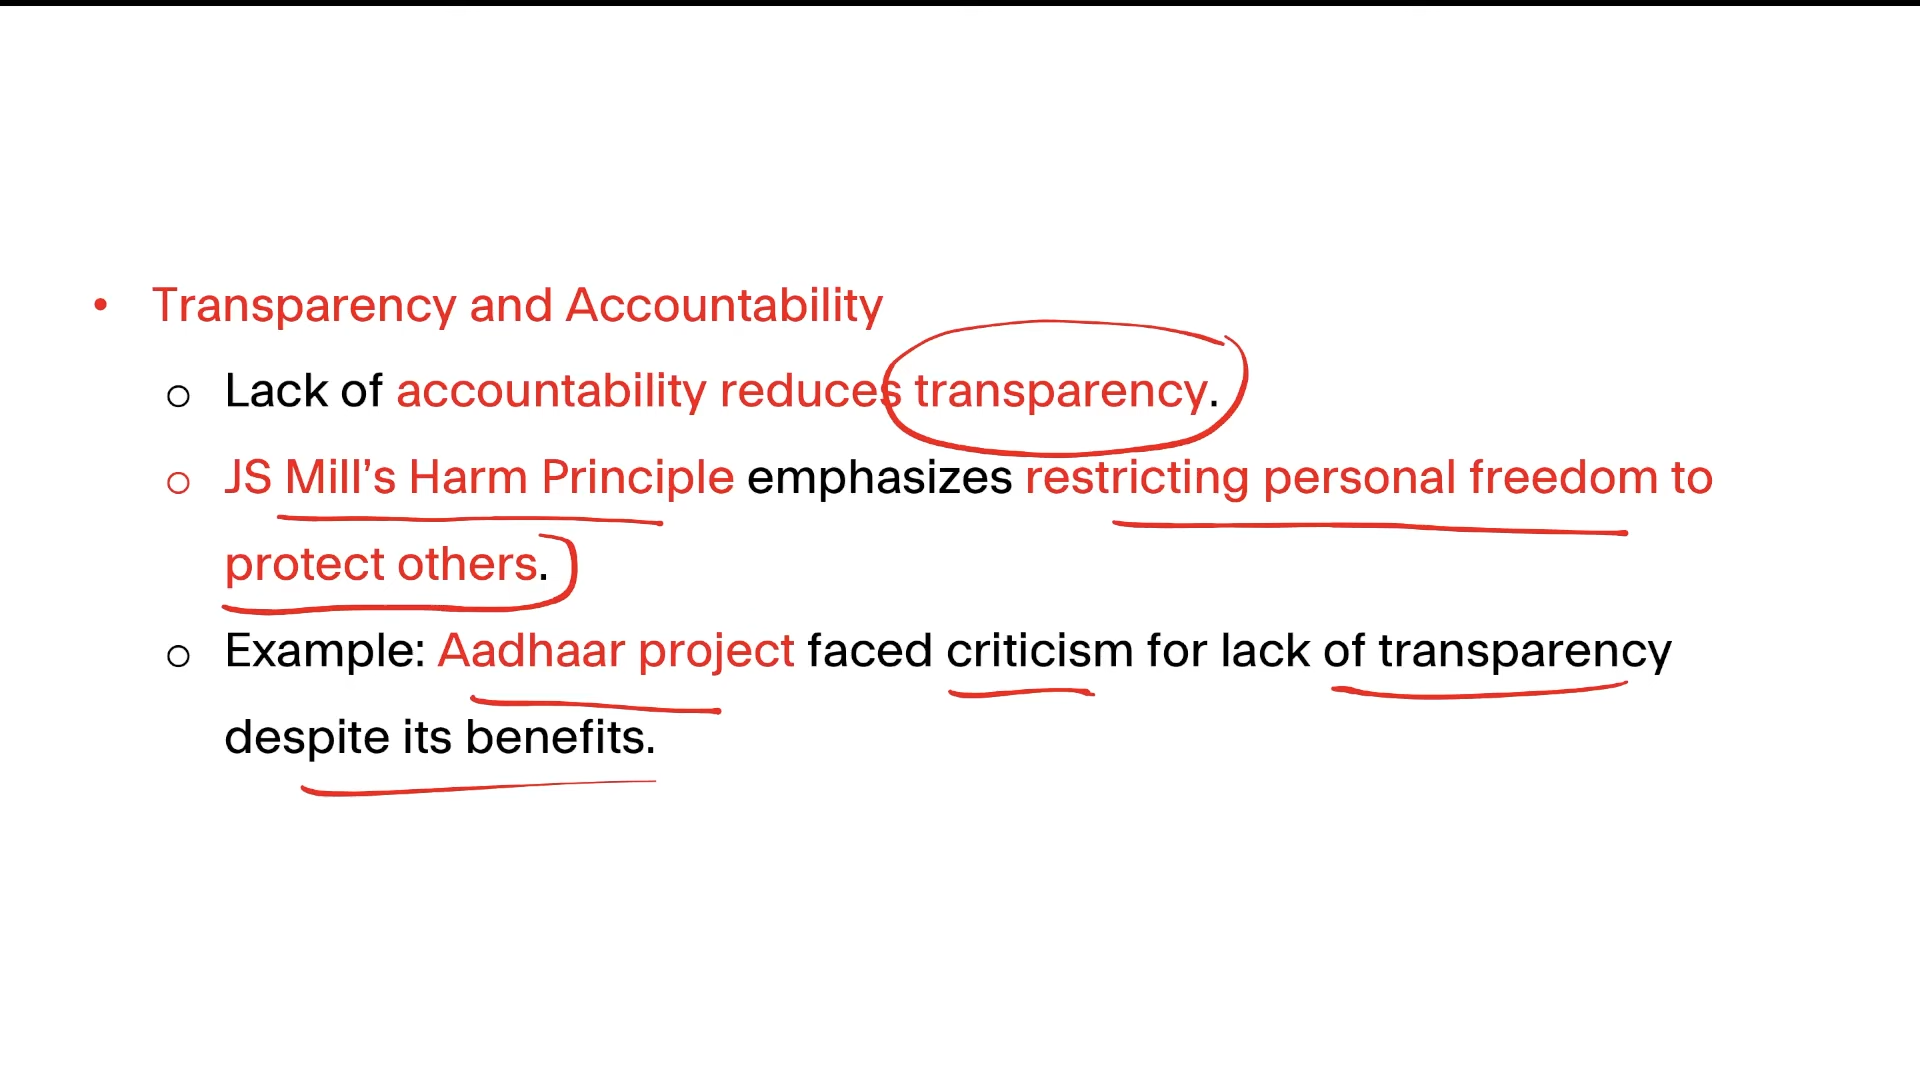 • Transparency and Accountability
○ Lack of accountability reduces transparency.
○ JS Mill’s Harm Principle emphasizes restricting personal freedom to
protect others.
○ Example: Aadhaar project faced criticism for lack of transparency
despite its benefits.